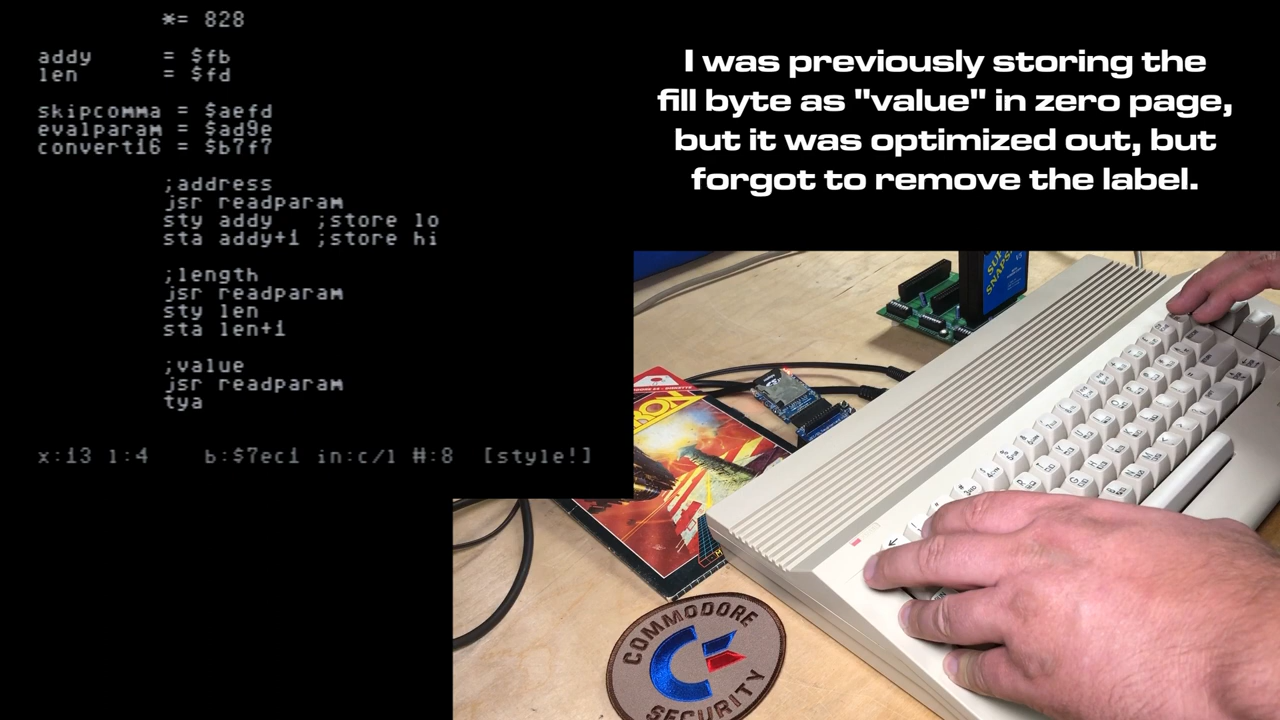 *= 828
addy = $fb
len = $fd
skipcomma = $aefd
evalparam = $ad9e
convert16 = $b7f7
;address
jsr readparam
sty addy ;store lo
sta addy+1 ;store hi
;length
jsr readparam
sty len
sta len+1
;value
jsr readparam
tya
x:13 l:4 b:$7ec1 in:c/l #:8 [style!]
I was previously storing the
fill byte as "value" in zero page,
but it was optimized out, but
forgot to remove the label.
COMMODORE
SECURITY